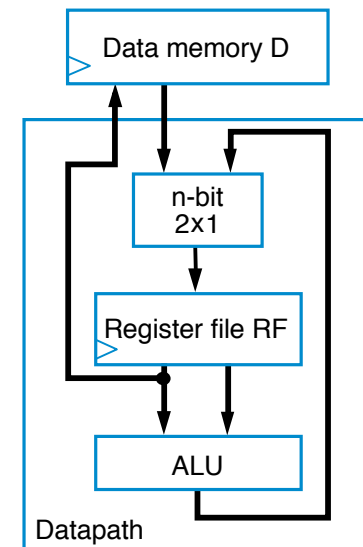 Data memory D
n-bit
2x1
Register file RF
ALU
Datapath